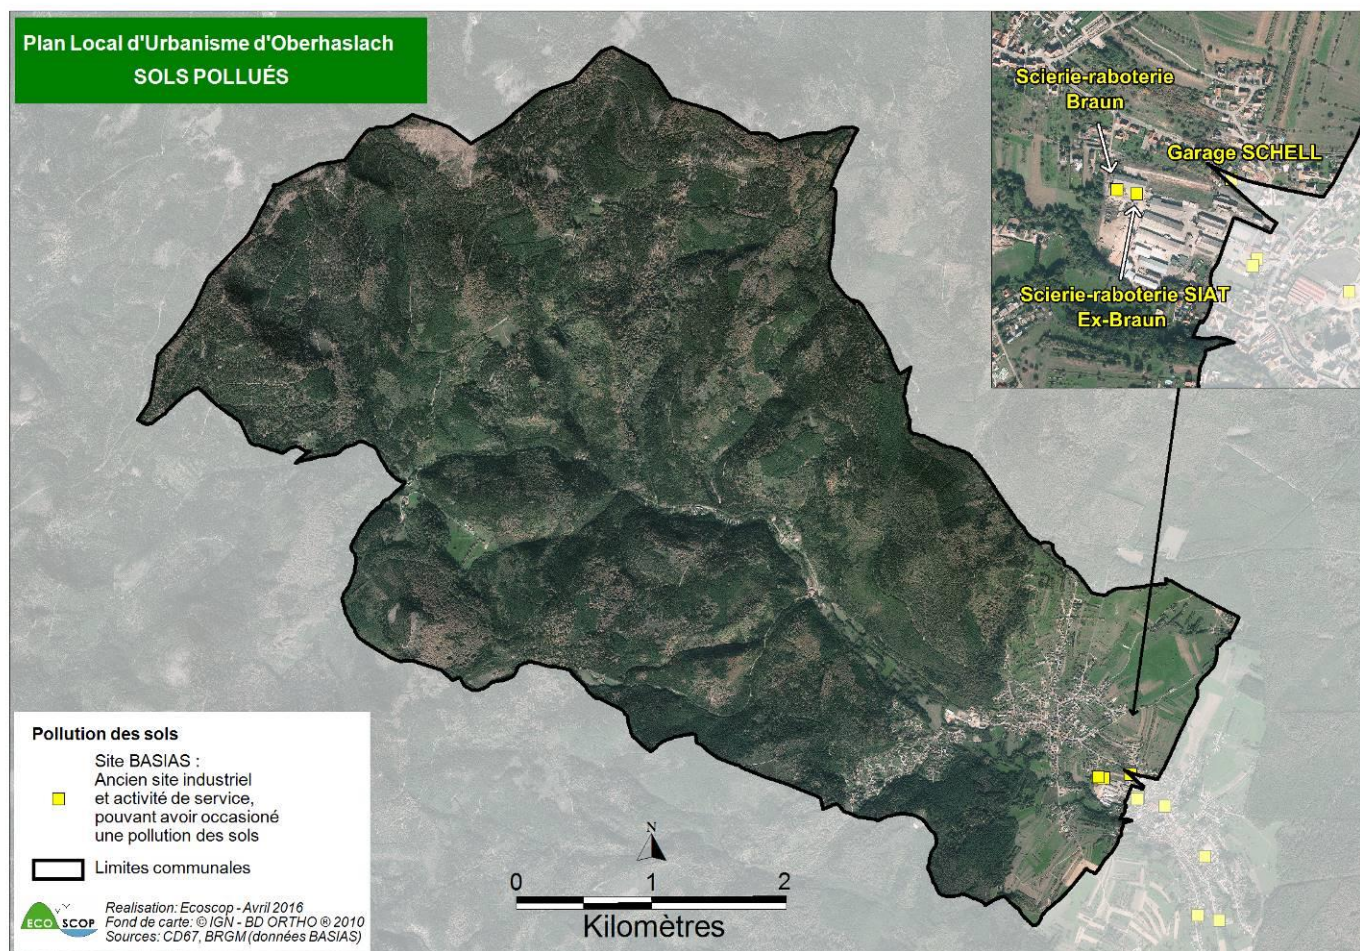 Plan Local d'Urbanisme d'Oberhaslach
SOLS POLLUÉS
Scierie-raboterie
Braun
Garage SCHELL
Scierie-raboterie SIAT
Ex-Braun
Pollution des sols
Site BASIAS :
Ancien site industriel
et activité de service,
pouvant avoir occasioné
une pollution des sols
Limites communales
ECO SCOP
Realisation: Ecoscop - Avril 2016
Fond de carte: © IGN - BD ORTHO ® 2010
Sources: CD67, BRGM (données BASIAS)
N
0 1 2
Kilomètres